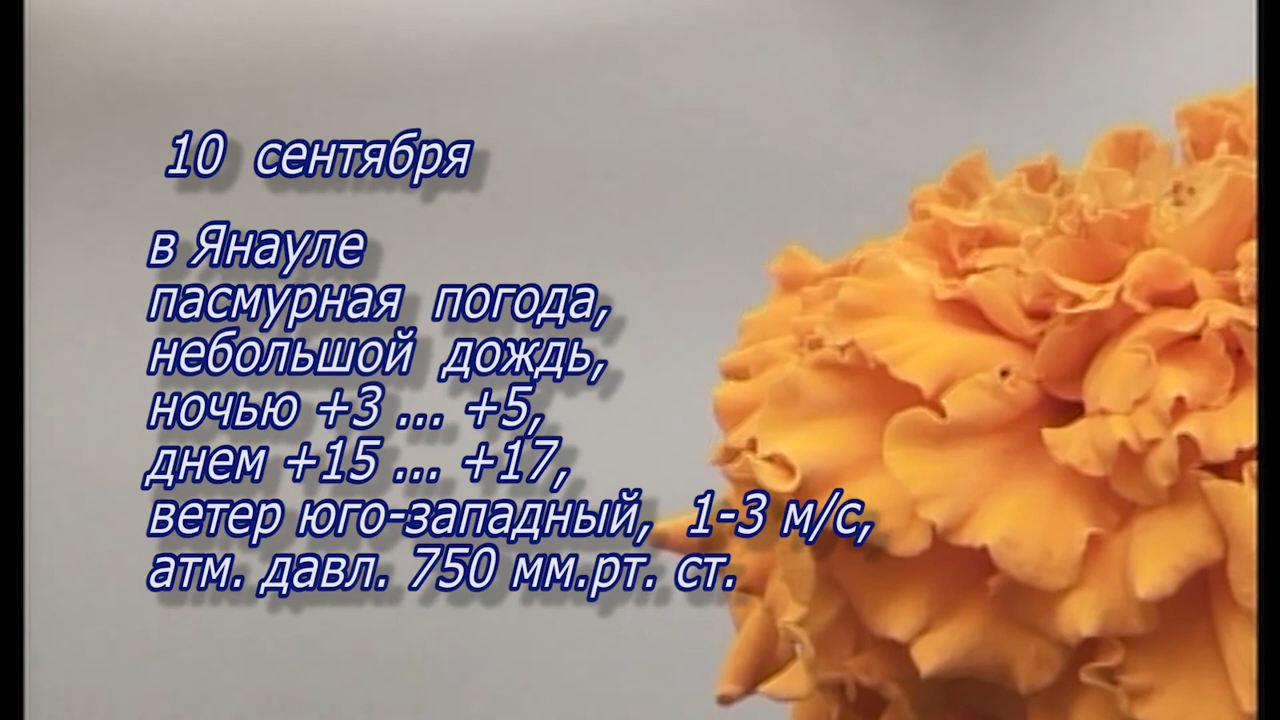 10 сентября
в Янауле
пасмурная погода,
небольшой дождь,
ночью +3 ... +5,
днем +15 ... +17,
ветер юго-западный, 1-3 м/с,
атм. давл. 750 мм.рт. ст.